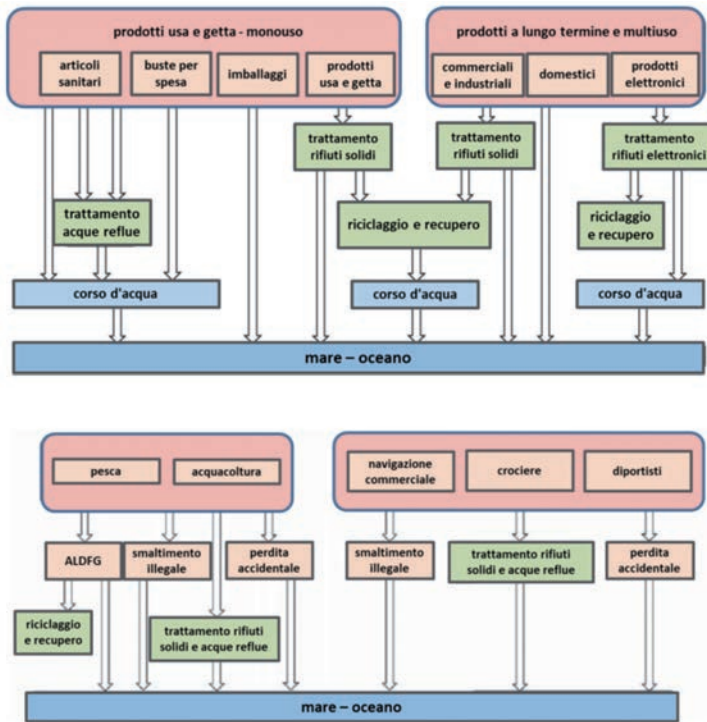 prodotti usa e getta - monouso
articoli
sanitari
buste per
spesa
imballaggi
prodotti
usa e getta
prodotti a lungo termine e multiuso
commerciali
e industriali
domestici
prodotti
elettronici
trattamento
rifiuti solidi
trattamento
rifiuti solidi
trattamento
rifiuti elettronici
trattamento
acque reflue
riciclaggio e recupero
riciclaggio
e recupero
corso d'acqua
corso d'acqua
corso d'acqua
mare – oceano
pesca
acquacoltura
navigazione
commerciale
crociere
diportisti
ALDFG
smaltimento
illegale
perdita
accidentale
smaltimento
illegale
trattamento rifiuti
solidi e acque reflue
perdita
accidentale
riciclaggio
e recupero
trattamento rifiuti
solidi e acque reflue
mare – oceano